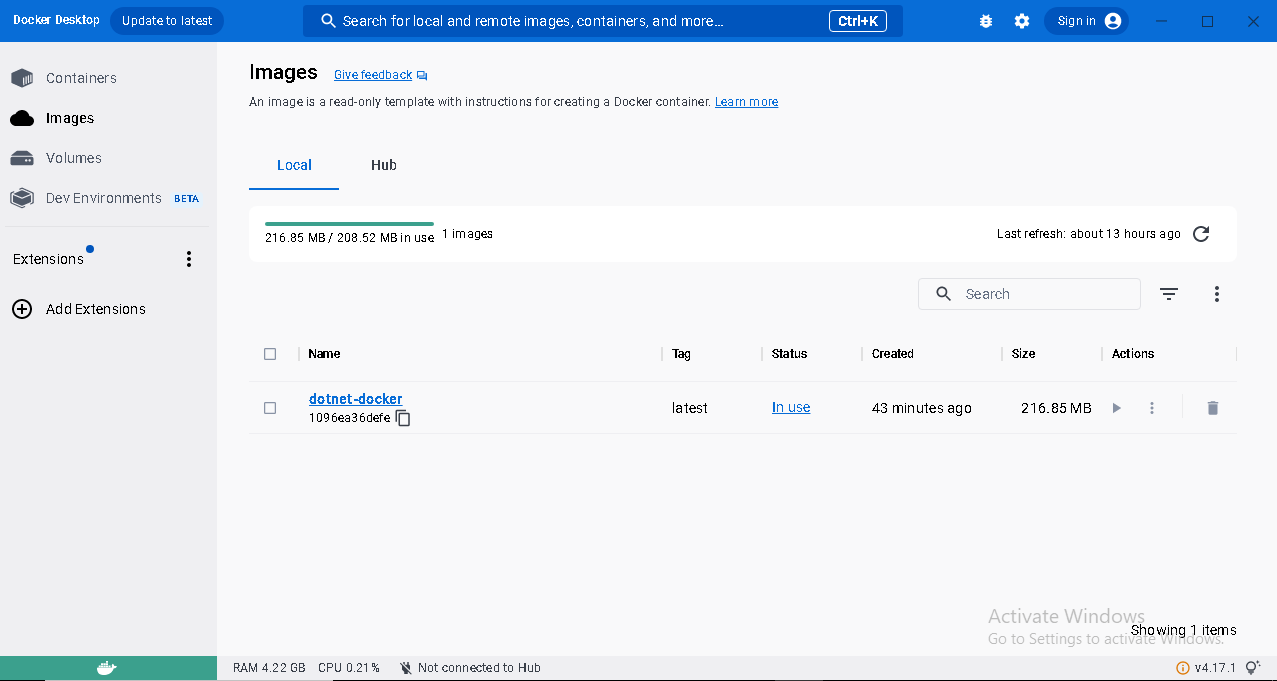 Docker Desktop Update to latest Search for local and remote images, containers, and more... Ctrl+K Sign in
Containers
Images
Volumes
Dev Environments BETA
Extensions
Add Extensions
Images Give feedback
An image is a read-only template with instructions for creating a Docker container. Learn more
Local Hub
216.85 MB / 208.52 MB in use 1 images Last refresh: about 13 hours ago
Search
Name Tag Status Created Size Actions
dotnet-docker
1096ea36defe latest In use 43 minutes ago 216.85 MB
Activate Windows
Go to Settings to activate Windows.
Showing 1 items
RAM 4.22 GB CPU 0.21% Not connected to Hub v4.17.1